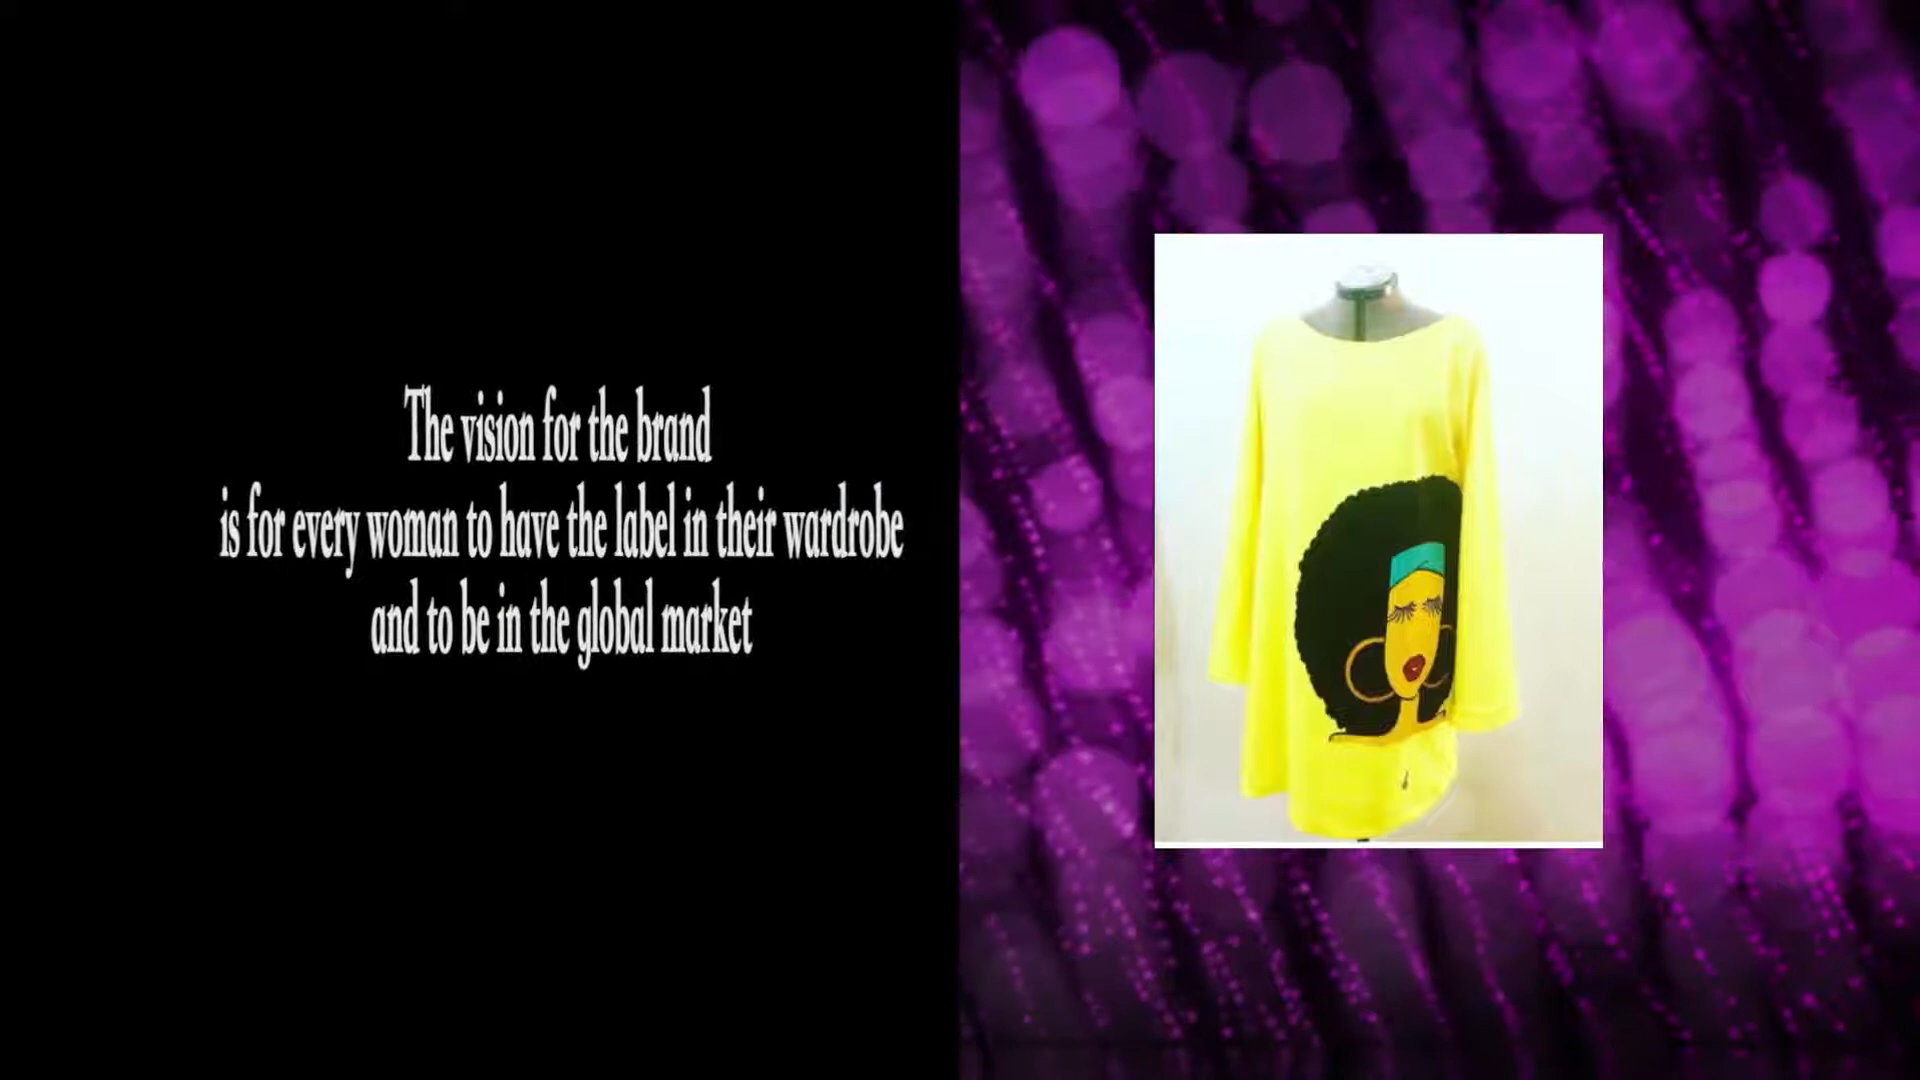 The vision for the brand
is for every woman to have the label in their wardrobe
and to be in the global market